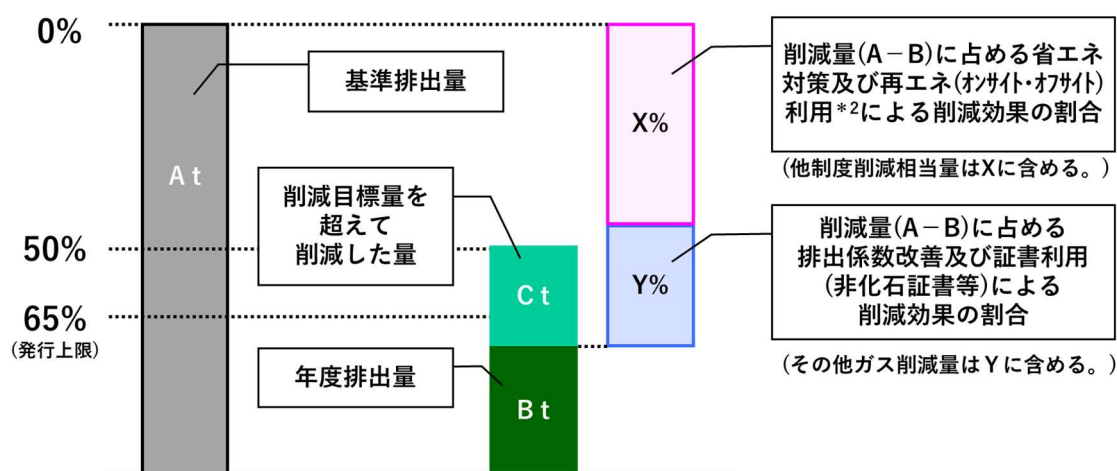 0%
基準排出量
A t
削減目標量を
超えて
削減した量
50%
65%
(発行上限)
年度排出量
C t
B t
X%
Y%
削減量(A－B)に占める省エネ
対策及び再エネ(ｵﾝｻｲﾄ･ｵﾌｻｲﾄ)
利用*2による削減効果の割合
(他制度削減相当量はXに含める。)
削減量(A－B)に占める
排出係数改善及び証書利用
(非化石証書等)による
削減効果の割合
(その他ガス削減量はＹに含める。)